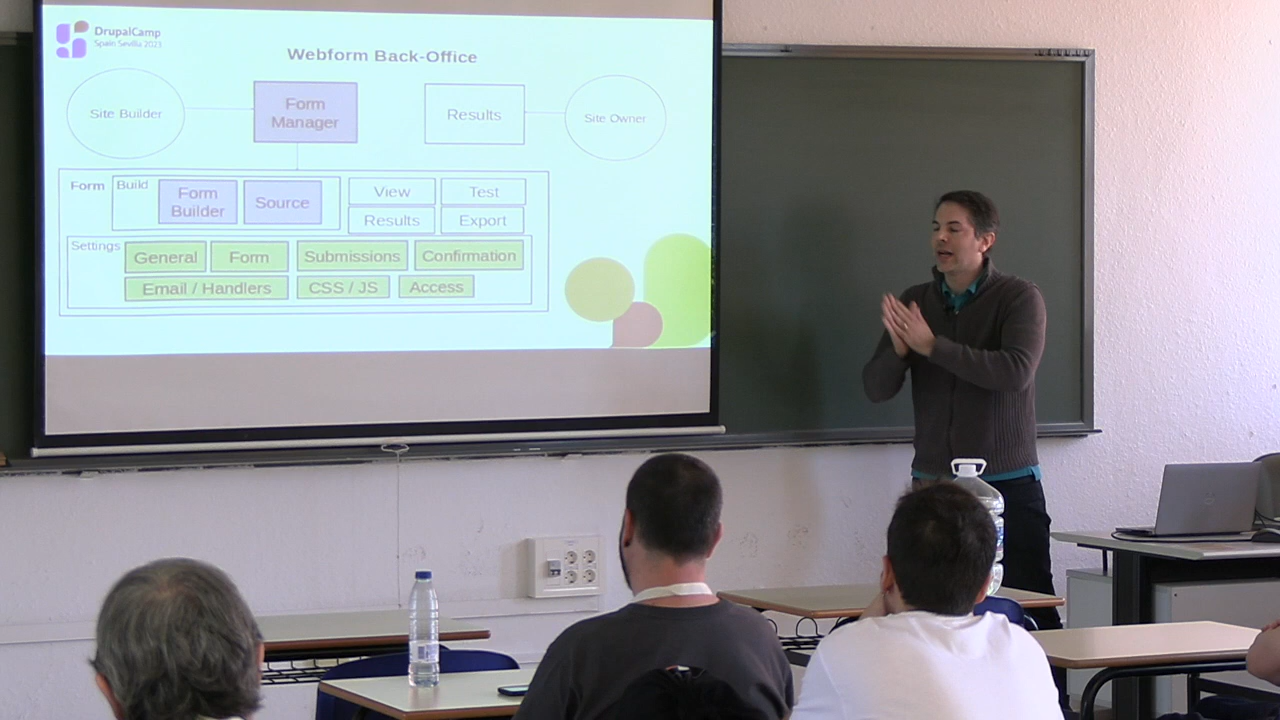 DrupalCamp
Spain Sevilla 2023
Webform Back-Office
Site Builder
Form
Manager
Results
Site Owner
Form
Build
Form
Builder
Source
View
Test
Results
Export
Settings
General
Form
Submissions
Confirmation
Email / Handlers
CSS / JS
Access